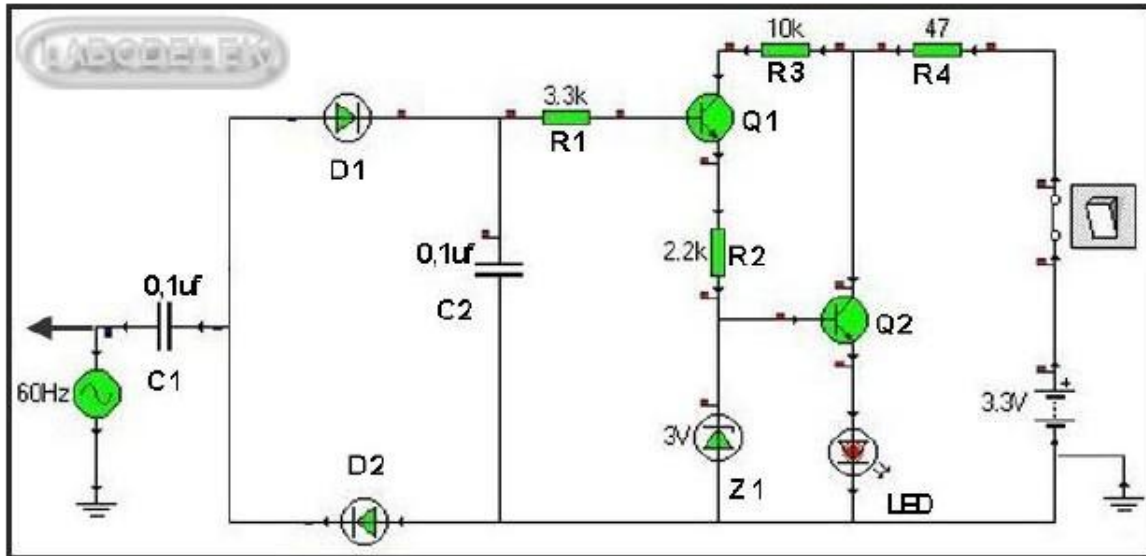 LABODELEK
10k
R3
47
R4
3.3k
R1
Q1
D1
2.2k
R2
0,1uf
C2
0,1uf
C1
Q2
60Hz
3.3V
+
3V
Z1
LED
D2